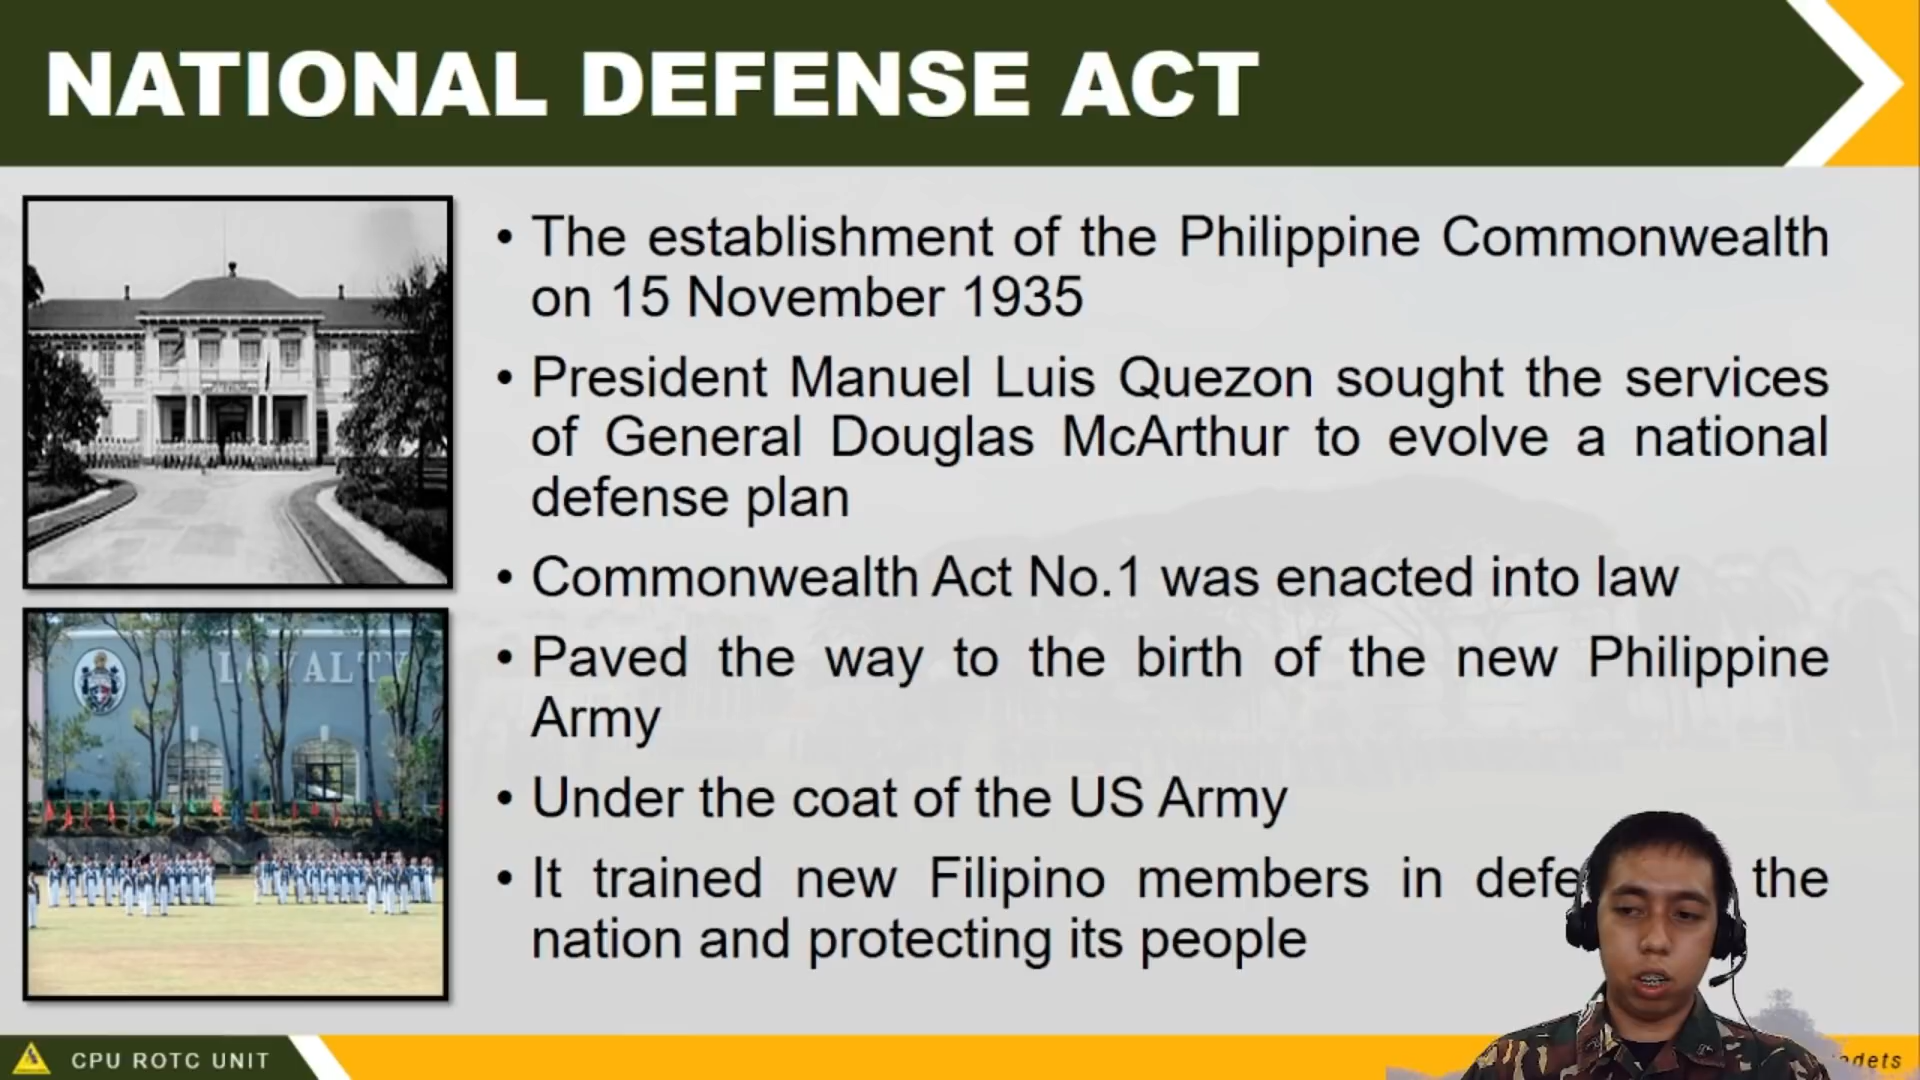 NATIONAL DEFENSE ACT
• The establishment of the Philippine Commonwealth
on 15 November 1935
• President Manuel Luis Quezon sought the services
of General Douglas McArthur to evolve a national
defense plan
• Commonwealth Act No.1 was enacted into law
• Paved the way to the birth of the new Philippine
Army
• Under the coat of the US Army
• It trained new Filipino members in the
nation and protecting its people
LOYALTY
CPU ROTC UNIT